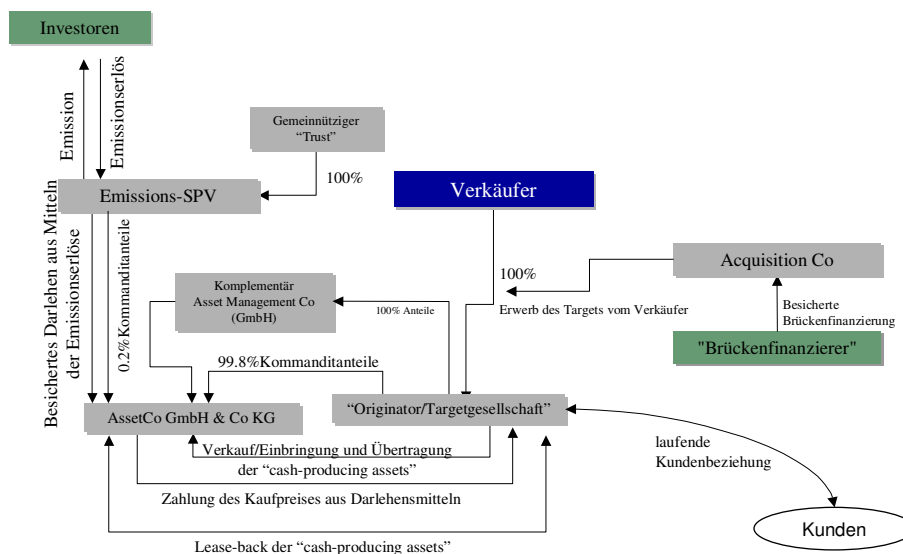 Investoren
Emission
Emissionserlös
Gemeinnütziger
“Trust”
100%
Emissions-SPV
Verkäufer
Besichertes Darlehen aus Mitteln
der Emissionserlöse
0.2%Kommanditanteile
Komplementär
Asset Management Co
(GmbH)
100% Anteile
100%
Erwerb des Targets vom Verkäufer
Acquisition Co
Besicherte
Brückenfinanzierung
"Brückenfinanzierer"
99.8%Kommanditanteile
AssetCo GmbH & Co KG
“Originator/Targetgesellschaft”
Verkauf/Einbringung und Übertragung
der “cash-producing assets”
Zahlung des Kaufpreises aus Darlehensmitteln
laufende
Kundenbeziehung
Kunden
Lease-back der “cash-producing assets”